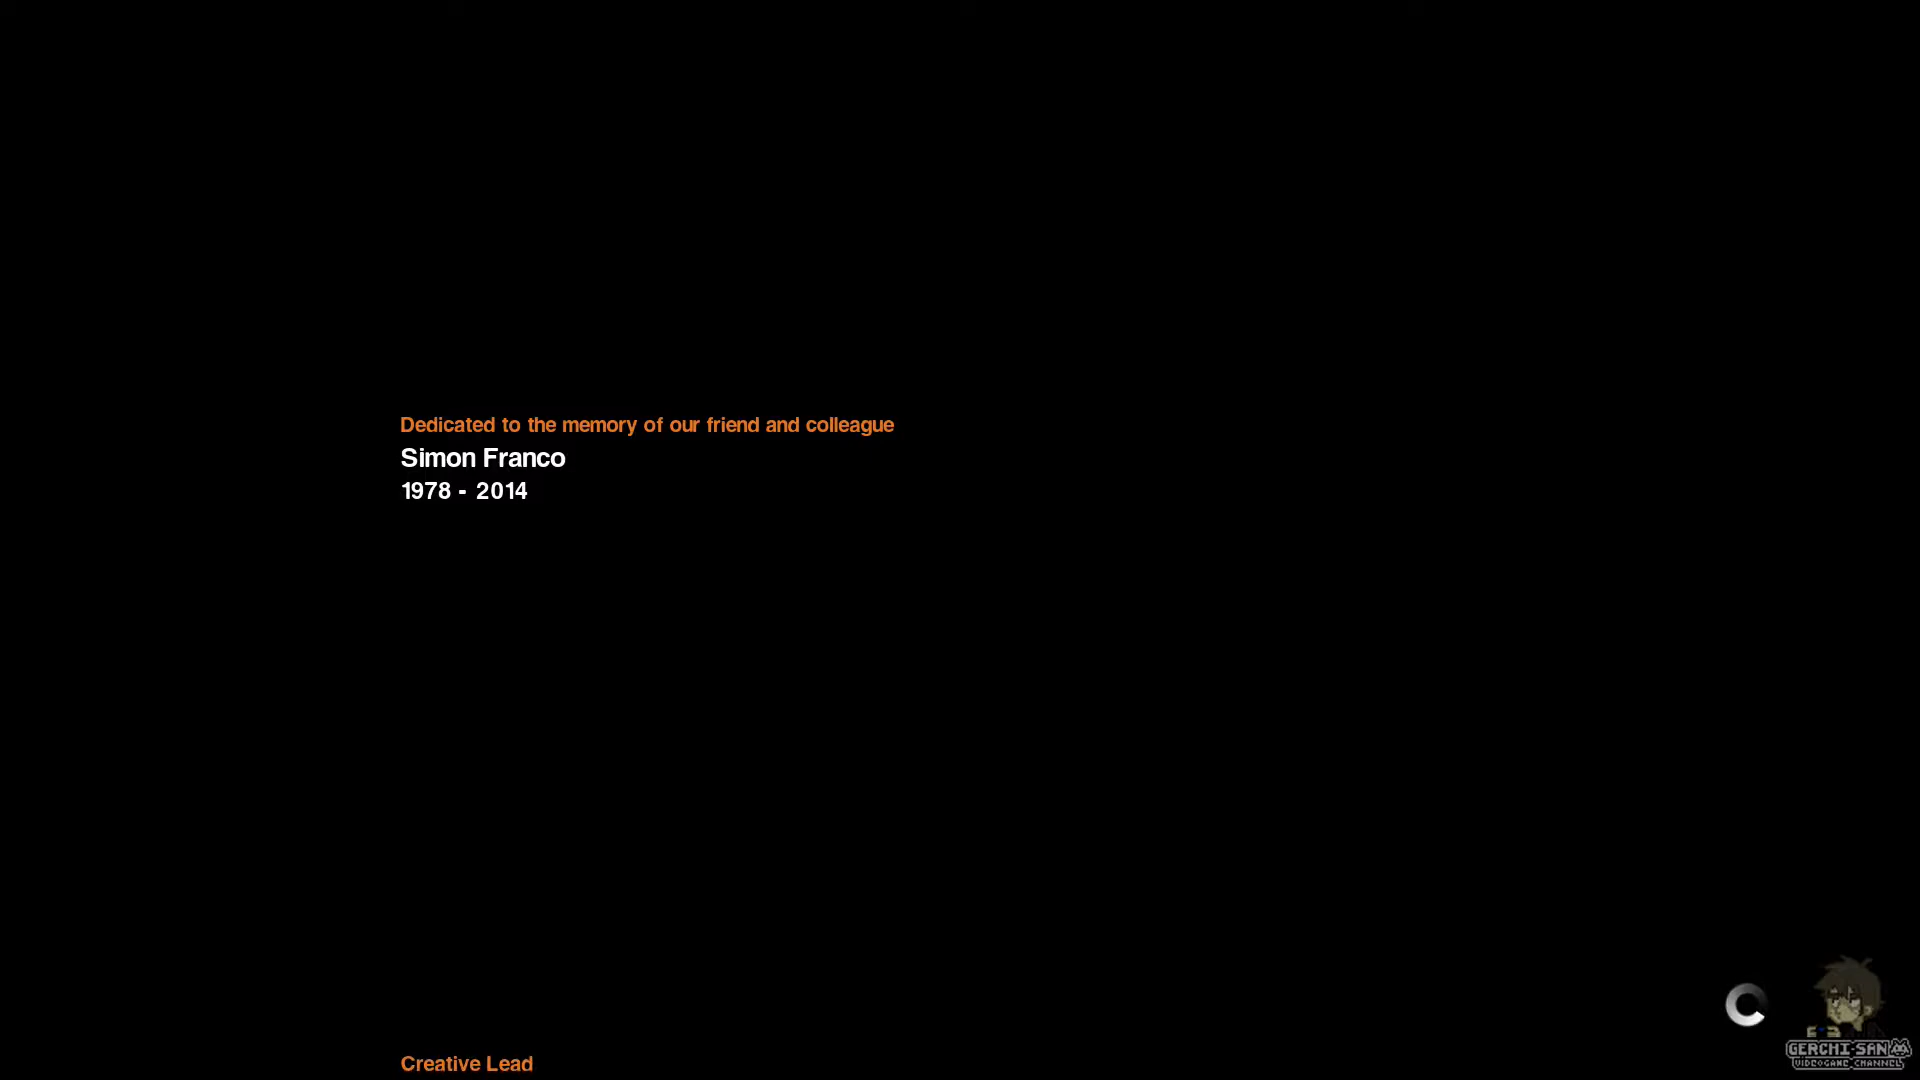 Dedicated to the memory of our friend and colleague
Simon Franco
1978 - 2014
Creative Lead
GERCHI-SAN
VIDEOGAME CHANNEL